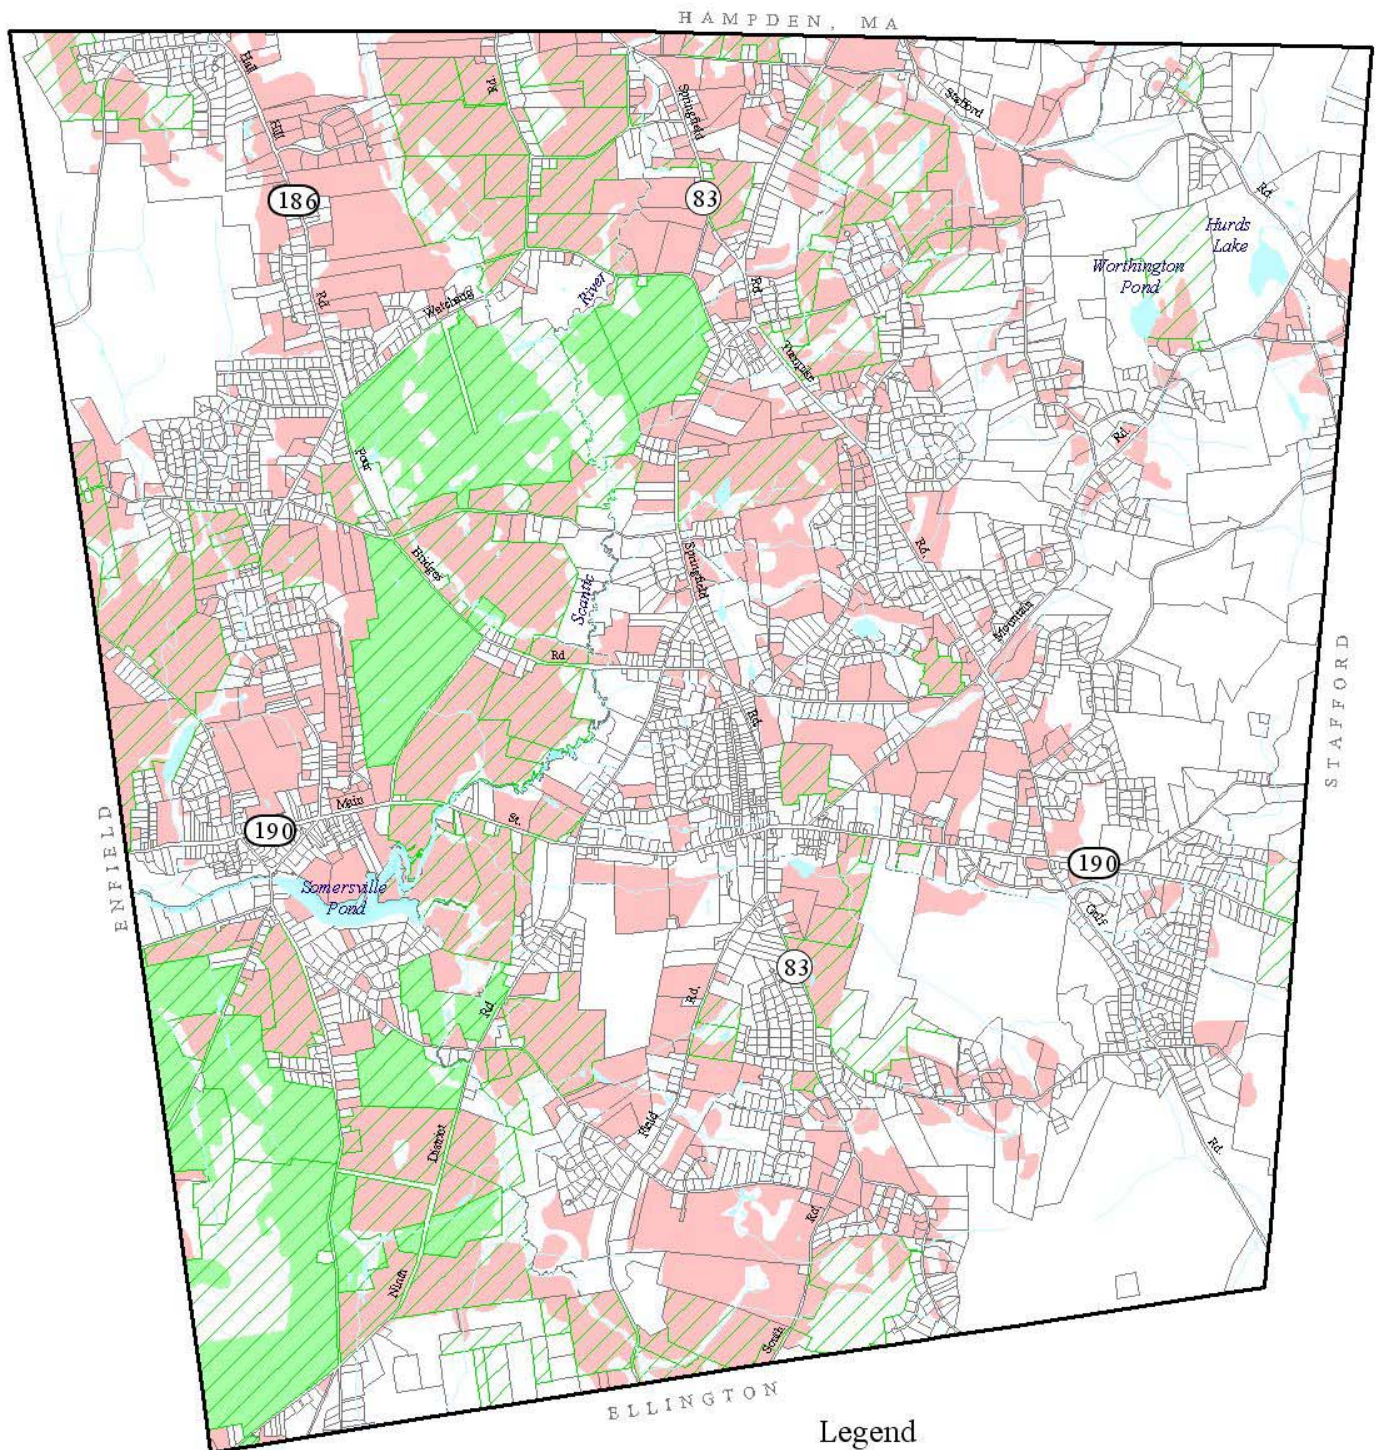 HAMPDEN, MA
Hall
Hill
Rd.
186
Rd.
Springfield
83
Rd.
Stafford
Rd.
Hurds
Lake
Worthington
Pond
Watchaug
River
Turnpike
Rd.
Four
Bridges
Rd
Scantic
Springfield
Rd.
Rd.
Mountain
STAFFORD
ENFIELD
Main
St.
190
190
Somersville
Pond
Gulf
Rd.
83
Rd.
Field
Rd
District
Ninth
Rd.
South
ELLINGTON
Legend